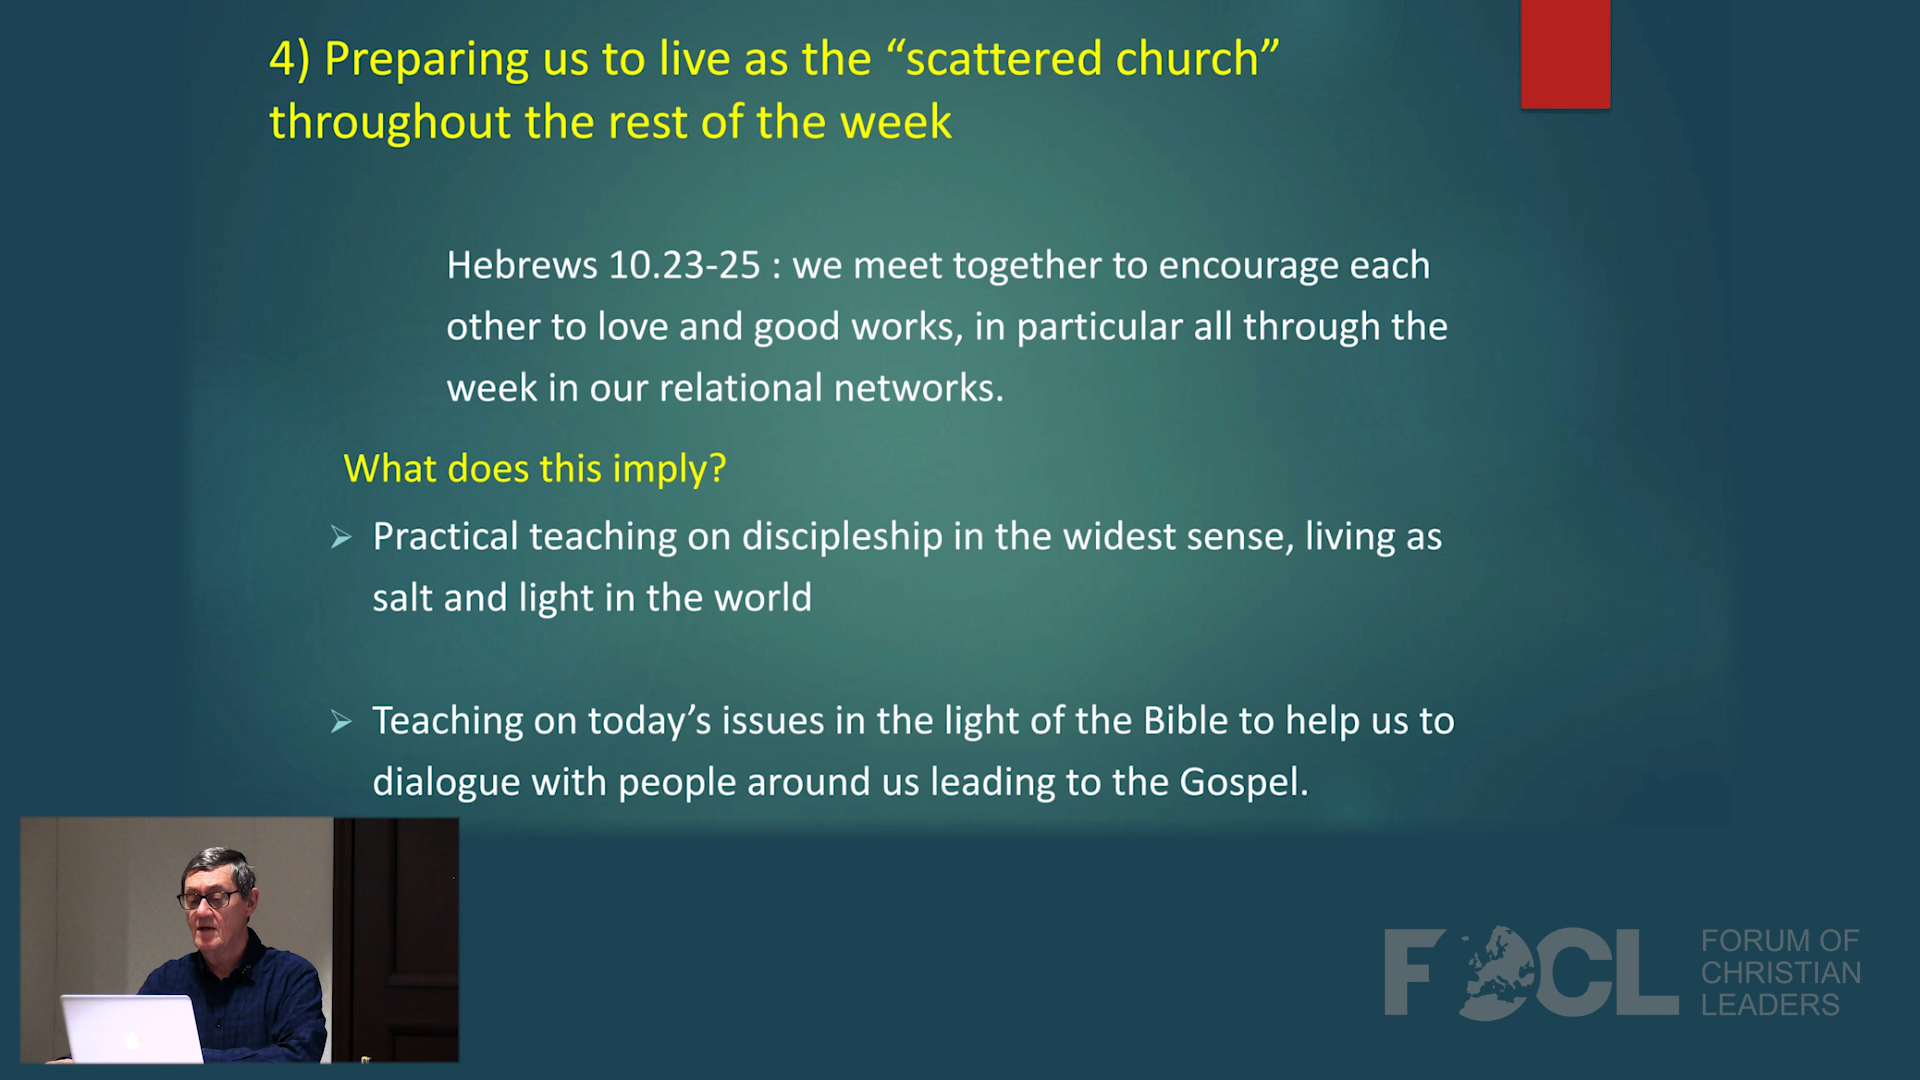 4) Preparing us to live as the “scattered church”
throughout the rest of the week
Hebrews 10.23-25 : we meet together to encourage each
other to love and good works, in particular all through the
week in our relational networks.
What does this imply?
Practical teaching on discipleship in the widest sense, living as
salt and light in the world
Teaching on today’s issues in the light of the Bible to help us to
dialogue with people around us leading to the Gospel.
FOCL
FORUM OF
CHRISTIAN
LEADERS